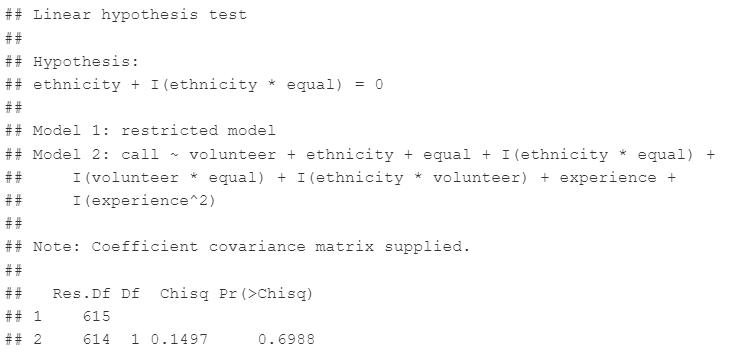 ## Linear hypothesis test
##
## Hypothesis:
## ethnicity + I(ethnicity * equal) = 0
##
## Model 1: restricted model
## Model 2: call ~ volunteer + ethnicity + equal + I(ethnicity * equal) +
##     I(volunteer * equal) + I(ethnicity * volunteer) + experience +
##     I(experience^2)
##
## Note: Coefficient covariance matrix supplied.
##
##   Res.Df Df  Chisq Pr(>Chisq)
## 1    615
## 2    614  1 0.1497     0.6988